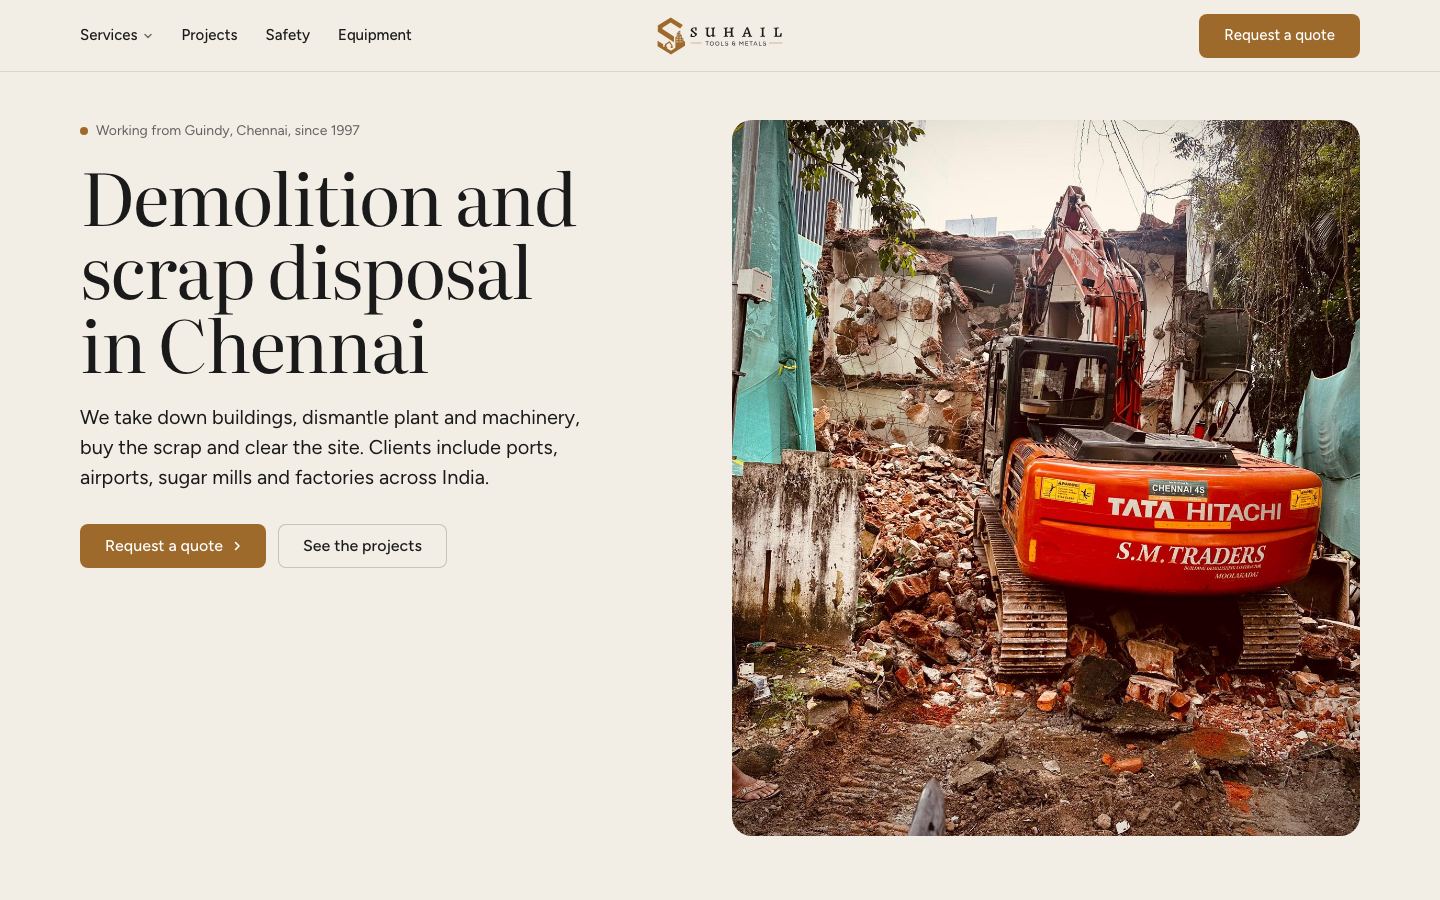 Services
Projects
Safety
Equipment
SUHAIL
TOOLS & METALS
Request a quote
Working from Guindy, Chennai, since 1997
Demolition and
scrap disposal
in Chennai
We take down buildings, dismantle plant and machinery,
buy the scrap and clear the site. Clients include ports,
airports, sugar mills and factories across India.
Request a quote
See the projects
CHENNAI 4S
TATA HITACHI
S.M.TRADERS
MOOLAKADAI